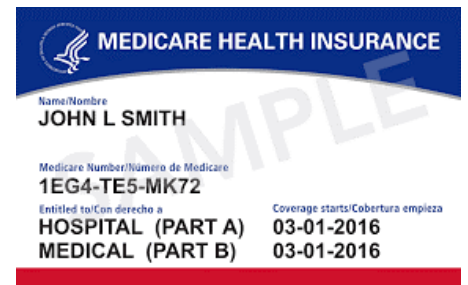 MEDICARE HEALTH INSURANCE
Name/Nombre
JOHN L SMITH
Medicare Number/Número de Medicare
1EG4-TE5-MK72
Entitled to/Con derecho a Coverage starts/Cobertura empieza
HOSPITAL (PART A) 03-01-2016
MEDICAL (PART B) 03-01-2016
SAMPLE